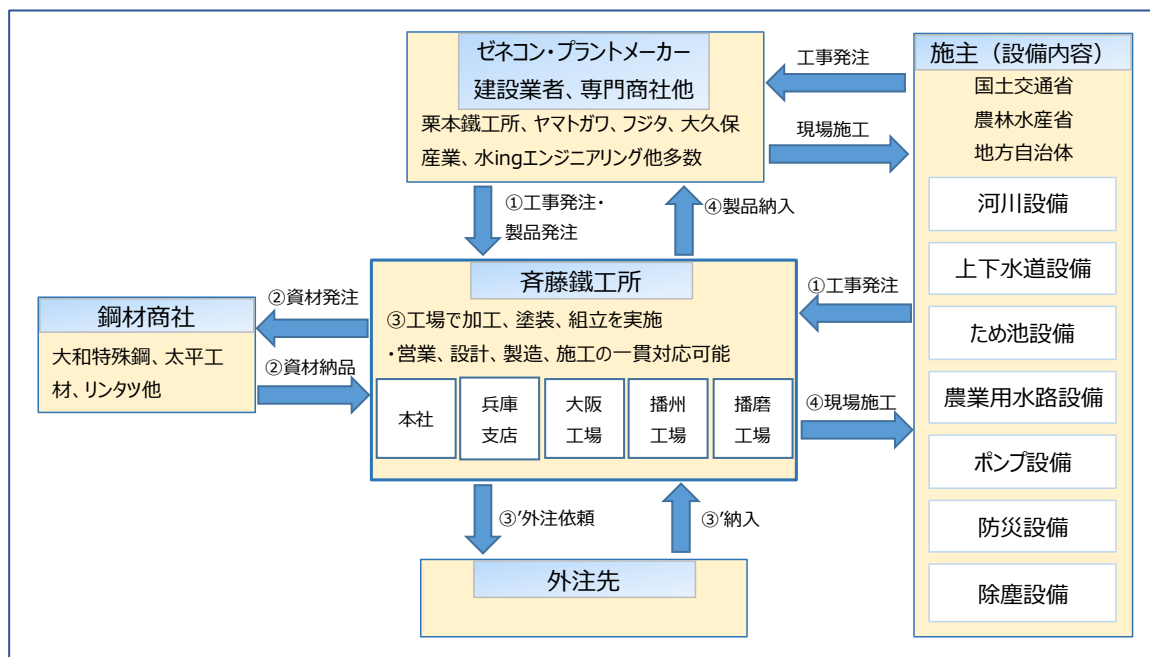 ゼネコン・プラントメーカー
建設業者、専門商社他
栗本鐵工所、ヤマトガワ、フジタ、大久保
産業、水ingエンジニアリング他多数
工事発注
現場施工
施主（設備内容）
国土交通省
農林水産省
地方自治体
河川設備
上下水道設備
ため池設備
農業用水路設備
ポンプ設備
防災設備
除塵設備
①工事発注・
製品発注
④製品納入
斉藤鐵工所
③工場で加工、塗装、組立を実施
・営業、設計、製造、施工の一貫対応可能
本社
兵庫
支店
大阪
工場
播州
工場
播磨
工場
①工事発注
④現場施工
②資材発注
鋼材商社
大和特殊鋼、太平工
材、リンタツ他
②資材納品
③’外注依頼
③’納入
外注先